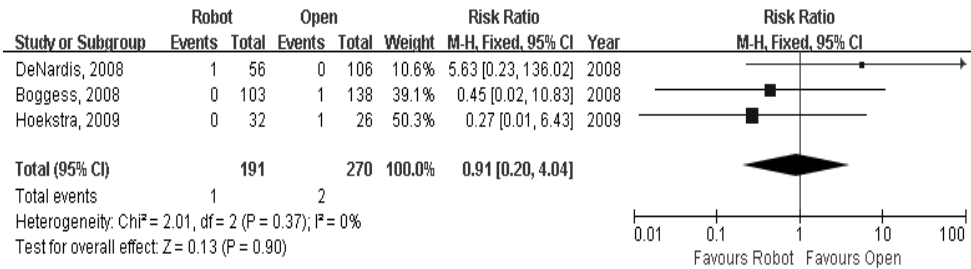 Robot Open Risk Ratio Risk Ratio
Study or Subgroup Events Total Events Total Weight M-H, Fixed, 95% CI Year M-H, Fixed, 95% CI
DeNardis, 2008 1 56 0 106 10.6% 5.63 [0.23, 136.02] 2008
Boggess, 2008 0 103 1 138 39.1% 0.45 [0.02, 10.83] 2008
Hoekstra, 2009 0 32 1 26 50.3% 0.27 [0.01, 6.43] 2009
Total (95% CI) 191 270 100.0% 0.91 [0.20, 4.04]
Total events 1 2
Heterogeneity: Chi² = 2.01, df = 2 (P = 0.37); I² = 0%
Test for overall effect: Z = 0.13 (P = 0.90)
0.01 0.1 1 10 100
Favours Robot Favours Open